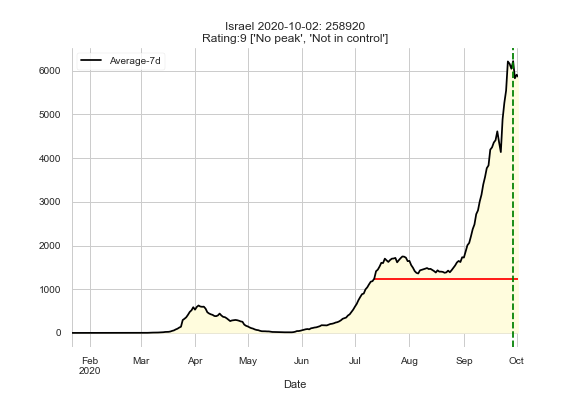 Israel 2020-10-02: 258920
Rating:9 ['No peak', 'Not in control']
Average-7d
6000
5000
4000
3000
2000
1000
0
Feb Mar Apr May Jun Jul Aug Sep Oct
2020
Date